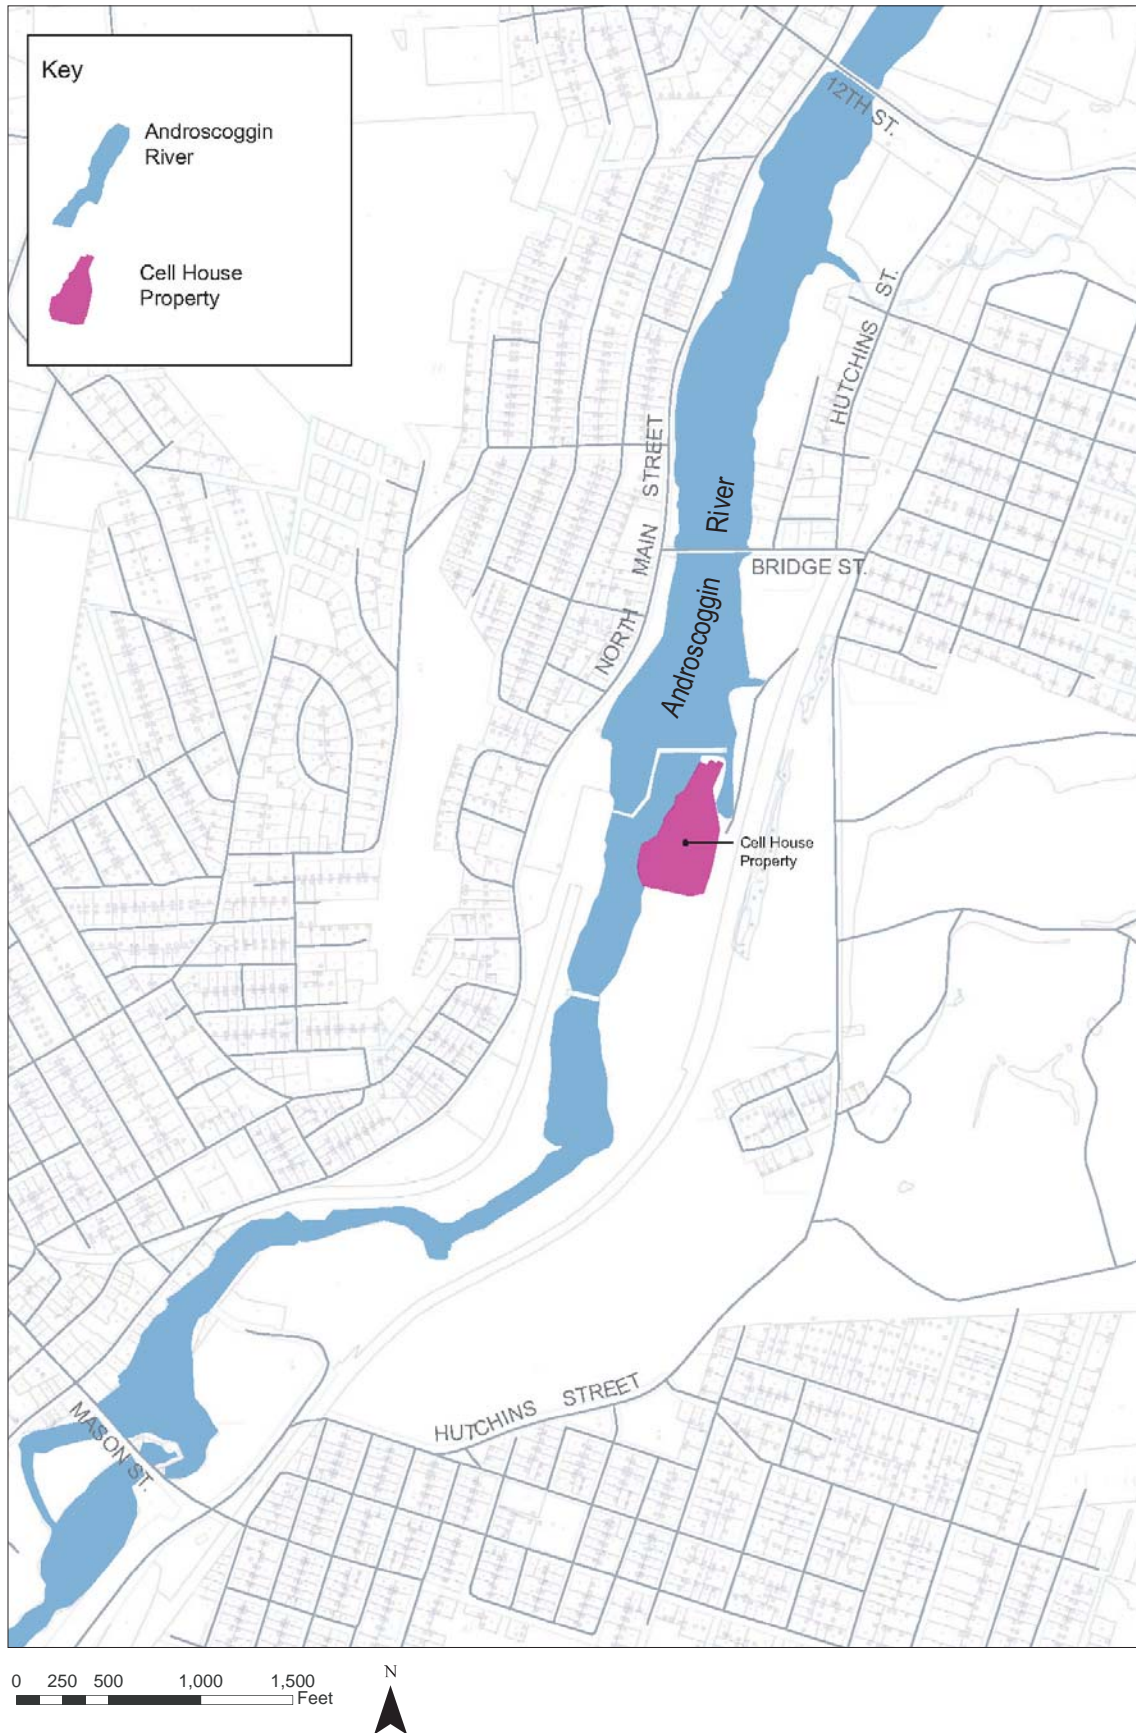 Key
Androscoggin
River
Cell House
Property
12TH ST.
HUTCHINS ST.
NORTH MAIN STREET
River
Androscoggin
BRIDGE ST.
Cell House
Property
HUTCHINS STREET
MASON ST.
0 250 500 1,000 1,500
Feet
N